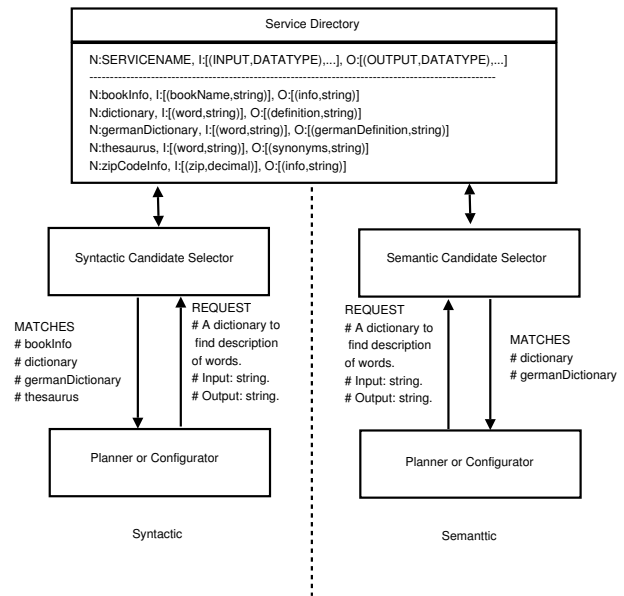 Service Directory
N:SERVICENAME, I:[(INPUT,DATATYPE),...], O:[(OUTPUT,DATATYPE),...]
N:bookInfo, I:[(bookName,string)], O:[(info,string)]
N:dictionary, I:[(word,string)], O:[(definition,string)]
N:germanDictionary, I:[(word,string)], O:[(germanDefinition,string)]
N:thesaurus, I:[(word,string)], O:[(synonyms,string)]
N:zipCodeInfo, I:[(zip,decimal)], O:[(info,string)]
Syntactic Candidate Selector
MATCHES
# bookInfo
# dictionary
# germanDictionary
# thesaurus
REQUEST
# A dictionary to
find description
of words.
# Input: string.
# Output: string.
Planner or Configurator
Syntactic
Semantic Candidate Selector
REQUEST
# A dictionary to
find description
of words.
# Input: string.
# Output: string.
MATCHES
# dictionary
# germanDictionary
Planner or Configurator
Semanttic